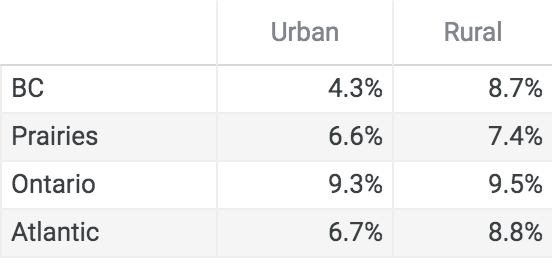 Urban Rural
BC 4.3% 8.7%
Prairies 6.6% 7.4%
Ontario 9.3% 9.5%
Atlantic 6.7% 8.8%